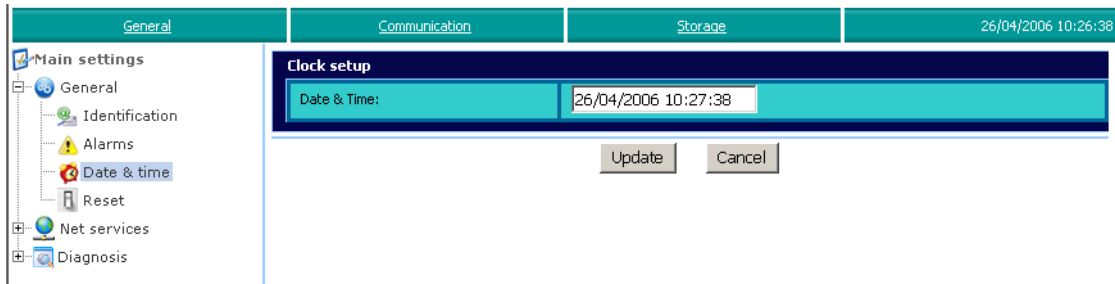 General Communication Storage 26/04/2006 10:26:38
Main settings
General
Identification
Alarms
Date & time
Reset
Net services
Diagnosis
Clock setup
Date & Time: 26/04/2006 10:27:38
Update Cancel